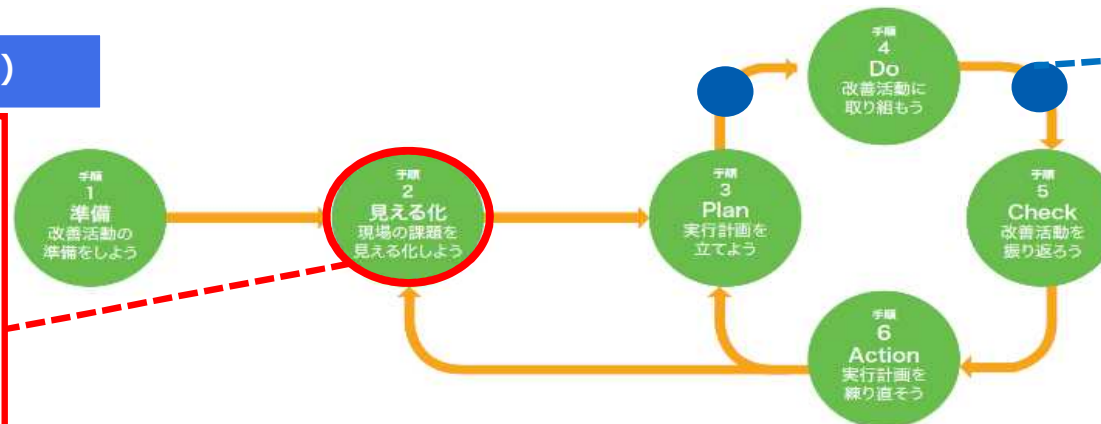 )
手順
1
準備
改善活動の
準備をしよう
手順
2
見える化
現場の課題を
見える化しよう
手順
3
Plan
実行計画を
立てよう
手順
4
Do
改善活動に
取り組もう
手順
5
Check
改善活動を
振り返ろう
手順
6
Action
実行計画を
練り直そう